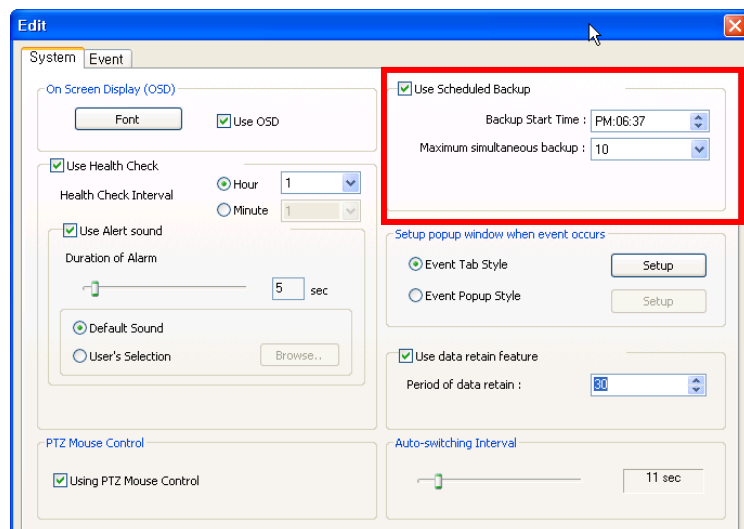 Edit
System Event
On Screen Display (OSD)
Font Use OSD
Use Health Check
Health Check Interval
Hour 1
Minute 1
Use Alert sound
Duration of Alarm
5 sec
Default Sound
User's Selection Browse..
PTZ Mouse Control
Using PTZ Mouse Control
Use Scheduled Backup
Backup Start Time : PM:06:37
Maximum simultaneous backup : 10
Setup popup window when event occurs
Event Tab Style Setup
Event Popup Style Setup
Use data retain feature
Period of data retain : 30
Auto-switching Interval
11 sec